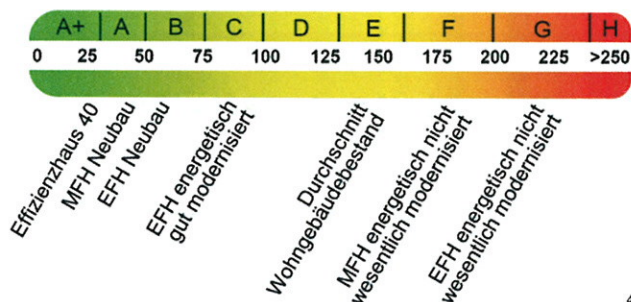 A+ A B C D E F G H
0 25 50 75 100 125 150 175 200 225 >250
Effizienzhaus 40
MFH Neubau
EFH Neubau
EFH energetisch
gut modernisiert
Durchschnitt
Wohngebäudebestand
MFH energetisch nicht
wesentlich modernisiert
EFH energetisch nicht
wesentlich modernisiert